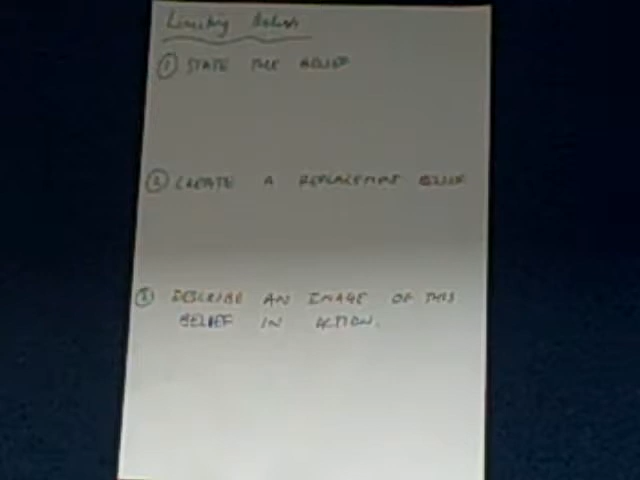 Limiting Beliefs
① STATE THE BELIEF
② CREATE A REPLACEMENT BELIEF
③ DESCRIBE AN IMAGE OF THIS
BELIEF IN ACTION.